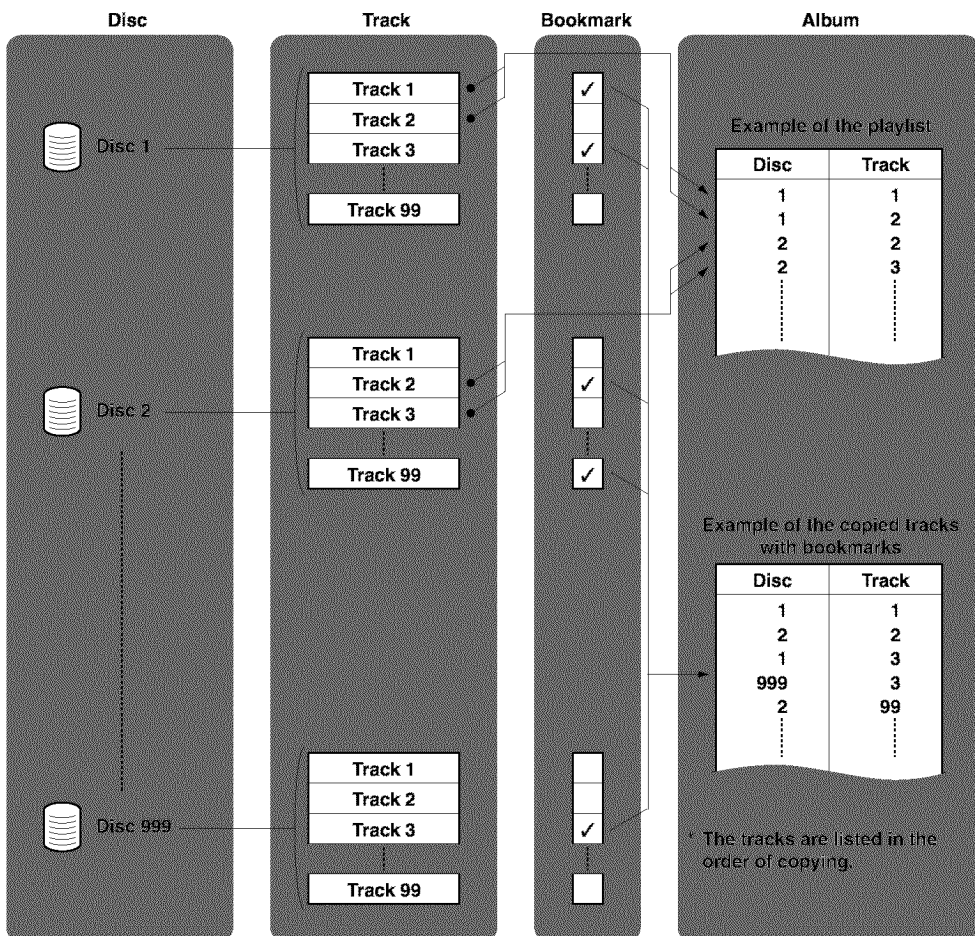 Disc Track Bookmark Album
Disc 1
Track 1 ✓
Track 2
Track 3 ✓
Track 99
Example of the playlist
Disc Track
1 1
1 2
2 2
2 3
Disc 2
Track 1
Track 2 ✓
Track 3
Track 99 ✓
Example of the copied tracks
with bookmarks
Disc Track
1 1
2 2
1 3
999 3
2 99
Disc 999
Track 1
Track 2
Track 3 ✓
Track 99
* The tracks are listed in the
order of copying.